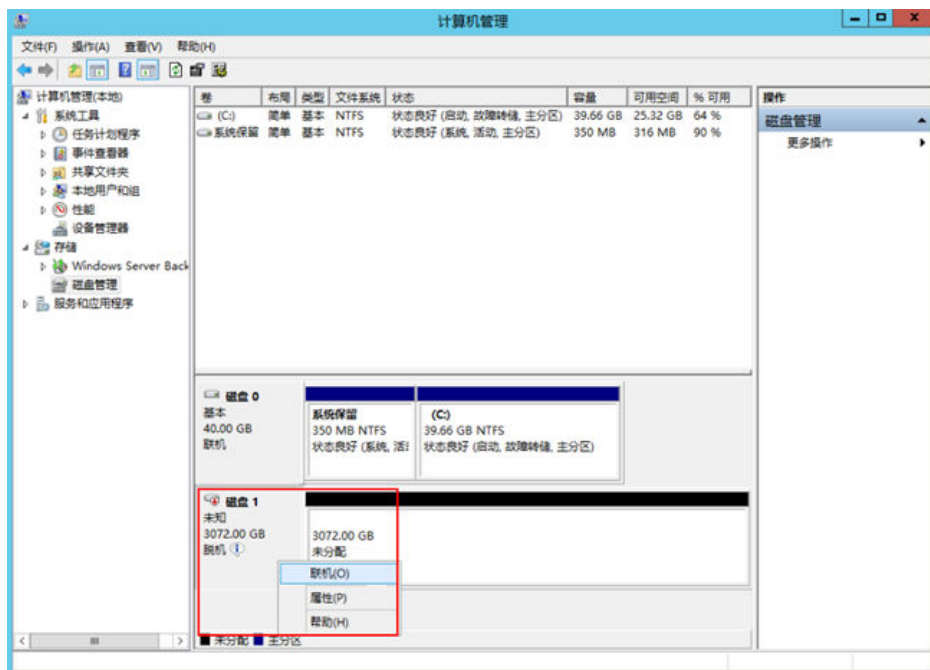 计算机管理
文件(F) 操作(A) 查看(V) 帮助(H)
计算机管理(本地)
系统工具
任务计划程序
事件查看器
共享文件夹
本地用户和组
性能
设备管理器
存储
Windows Server Back
磁盘管理
服务和应用程序
卷 布局 类型 文件系统 状态 容量 可用空间 % 可用
(C:) 简单 基本 NTFS 状态良好 (启动, 故障转储, 主分区) 39.66 GB 25.32 GB 64 %
系统保留 简单 基本 NTFS 状态良好 (系统, 活动, 主分区) 350 MB 316 MB 90 %
操作
磁盘管理
更多操作
磁盘 0
基本
40.00 GB
联机
系统保留
350 MB NTFS
状态良好 (系统, 活
(C:)
39.66 GB NTFS
状态良好 (启动, 故障转储, 主分区)
磁盘 1
未知
3072.00 GB
脱机
3072.00 GB
未分配
联机(O)
属性(P)
帮助(H)
未分配 主分区